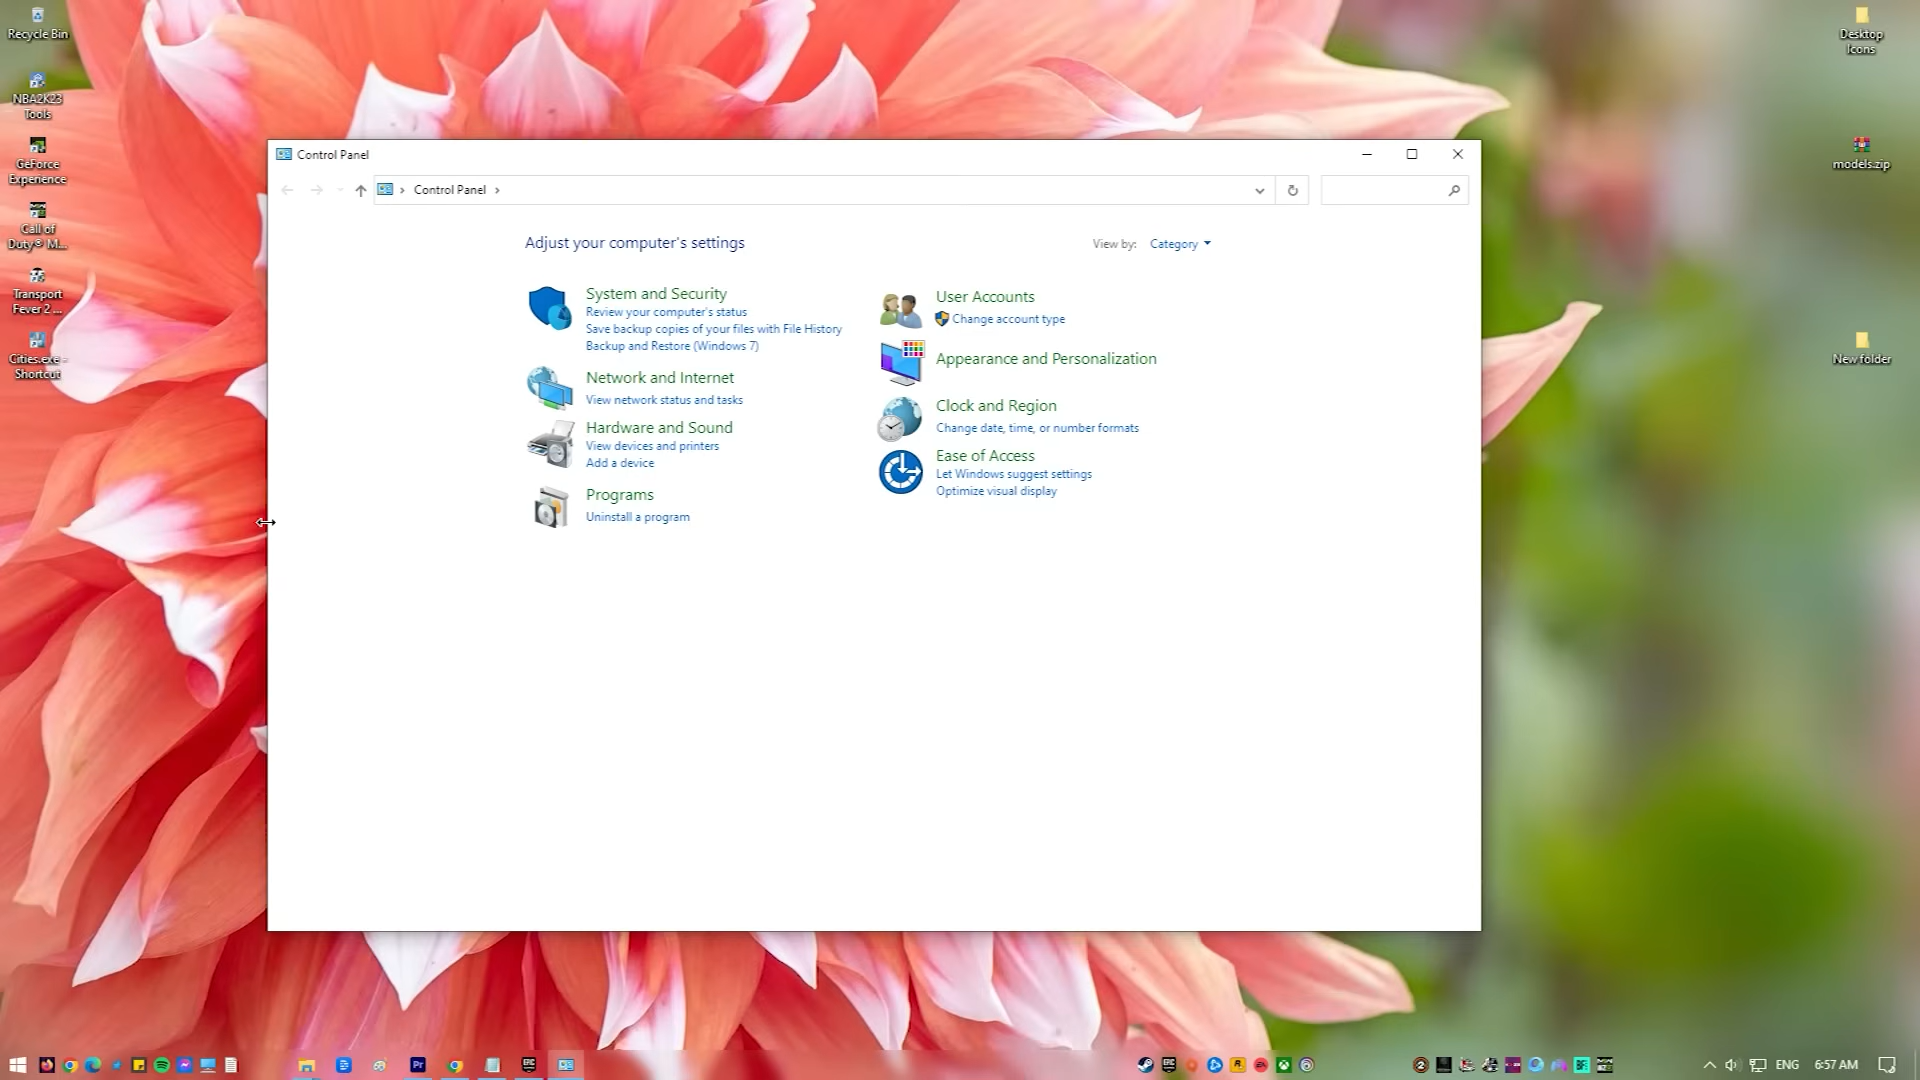 Recycle Bin
NBA2K23
Tools
GeForce
Experience
Call of
Duty® M...
Transport
Fever 2 ...
Cities.exe -
Shortcut
Desktop
Icons
models.zip
New folder
Control Panel
Control Panel
Adjust your computer's settings
View by: Category
System and Security
Review your computer's status
Save backup copies of your files with File History
Backup and Restore (Windows 7)
Network and Internet
View network status and tasks
Hardware and Sound
View devices and printers
Add a device
Programs
Uninstall a program
User Accounts
Change account type
Appearance and Personalization
Clock and Region
Change date, time, or number formats
Ease of Access
Let Windows suggest settings
Optimize visual display
Pr
EPIC
EPIC
ENG
6:57 AM